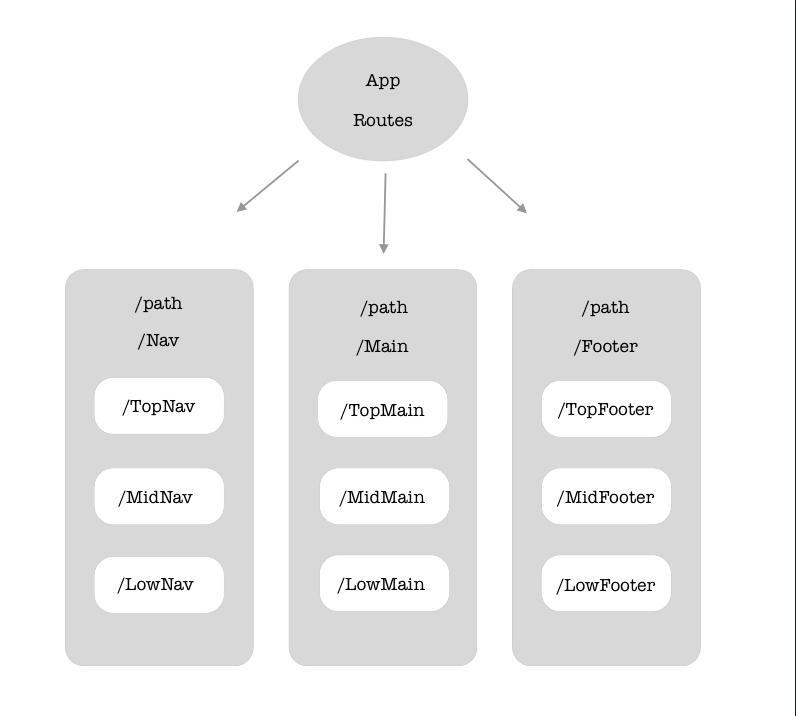 App
Routes
/path
/Nav
/TopNav
/MidNav
/LowNav
/path
/Main
/TopMain
/MidMain
/LowMain
/path
/Footer
/TopFooter
/MidFooter
/LowFooter